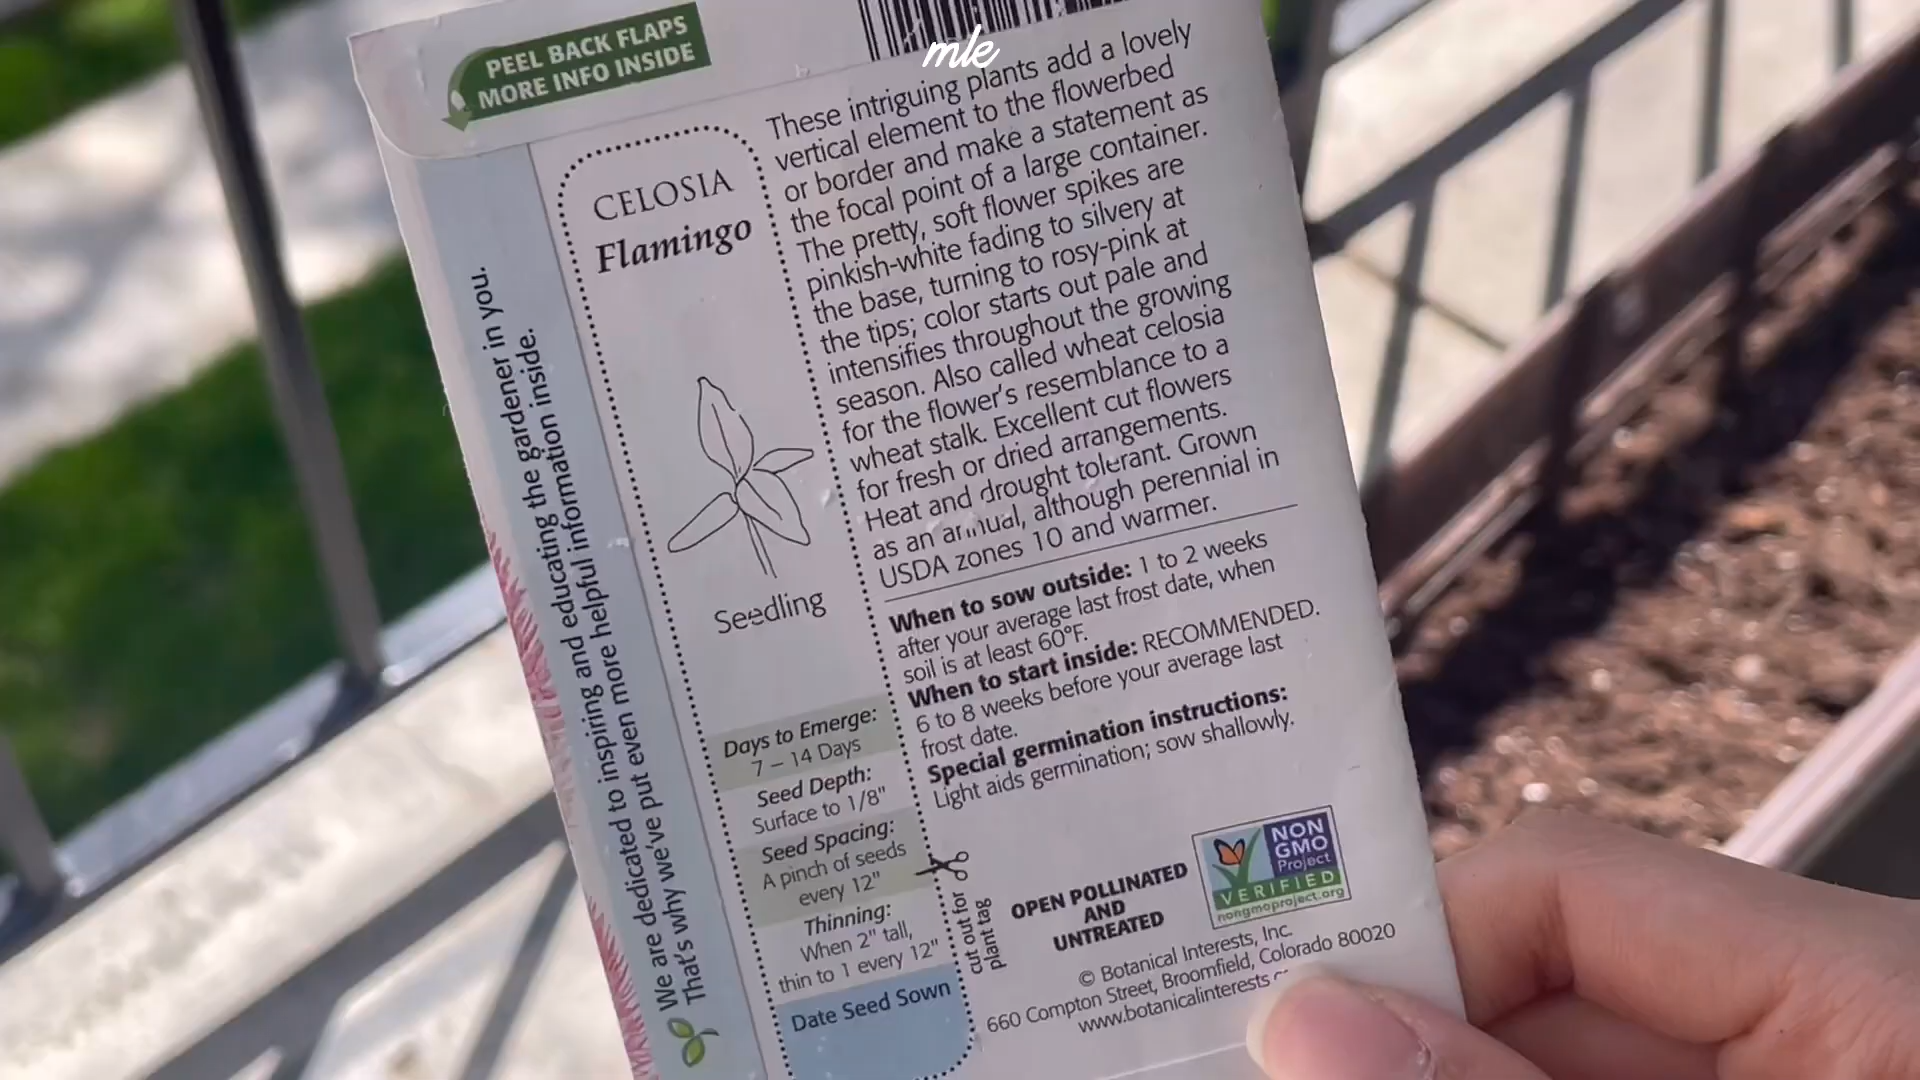 PEEL BACK FLAPS
MORE INFO INSIDE
mle
We are dedicated to inspiring and educating the gardener in you.
That's why we've put even more helpful information inside.
CELOSIA
Flamingo
Seedling
Days to Emerge:
7 – 14 Days
Seed Depth:
Surface to 1/8"
Seed Spacing:
A pinch of seeds
every 12"
Thinning:
When 2" tall,
thin to 1 every 12"
Date Seed Sown
cut out for
plant tag
These intriguing plants add a lovely
vertical element to the flowerbed
or border and make a statement as
the focal point of a large container.
The pretty, soft flower spikes are
pinkish-white fading to silvery at
the base, turning to rosy-pink at
the tips; color starts out pale and
intensifies throughout the growing
season. Also called wheat celosia
for the flower's resemblance to a
wheat stalk. Excellent cut flowers
for fresh or dried arrangements.
Heat and drought tolerant. Grown
as an annual, although perennial in
USDA zones 10 and warmer.
When to sow outside: 1 to 2 weeks
after your average last frost date, when
soil is at least 60°F.
When to start inside: RECOMMENDED.
6 to 8 weeks before your average last
frost date.
Special germination instructions:
Light aids germination; sow shallowly.
OPEN POLLINATED
AND
UNTREATED
NON
GMO
Project
VERIFIED
nongmoproject.org
© Botanical Interests, Inc.
660 Compton Street, Broomfield, Colorado 80020
www.botanicalinterests.